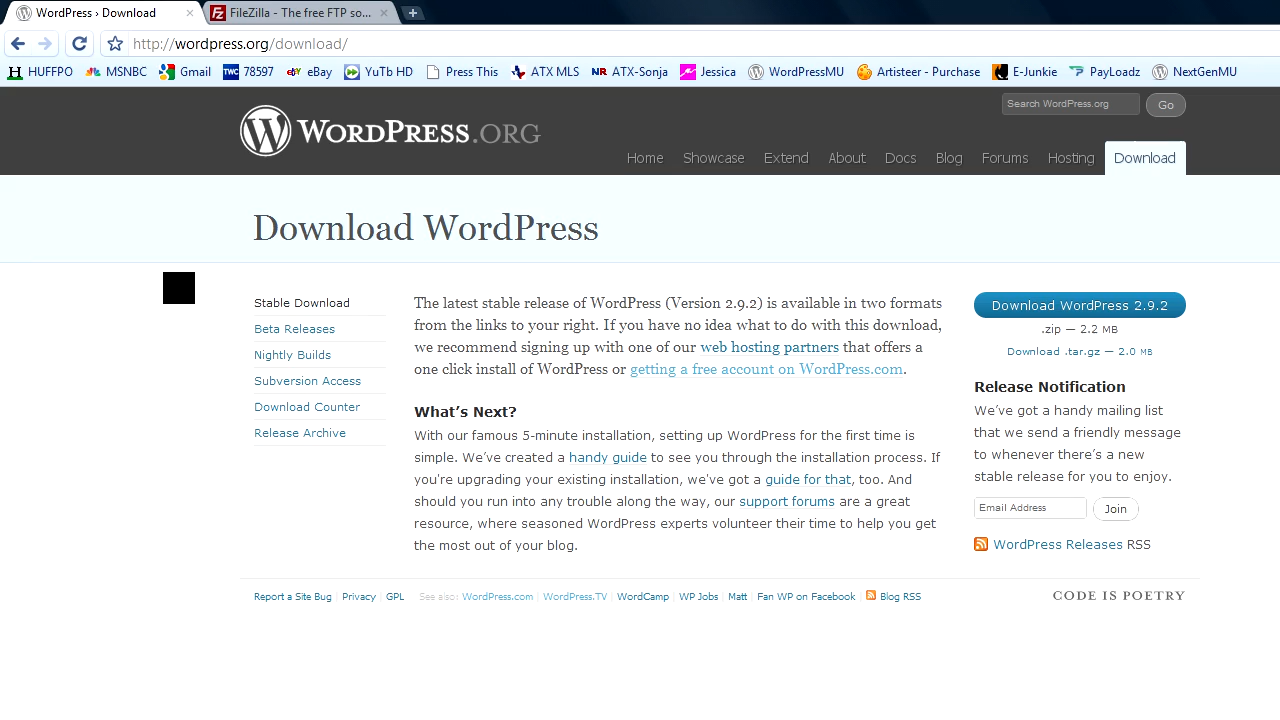 WordPress › Download
FileZilla - The free FTP so...
http://wordpress.org/download/
HUFFPO MSNBC Gmail TWC 78597 eBay YuTb HD Press This ATX MLS NR ATX-Sonja Jessica WordPressMU Artisteer - Purchase E-Junkie PayLoadz NextGenMU
Search WordPress.org Go
WORDPRESS.ORG
Home Showcase Extend About Docs Blog Forums Hosting Download
Download WordPress
Stable Download
Beta Releases
Nightly Builds
Subversion Access
Download Counter
Release Archive
The latest stable release of WordPress (Version 2.9.2) is available in two formats
from the links to your right. If you have no idea what to do with this download,
we recommend signing up with one of our web hosting partners that offers a
one click install of WordPress or getting a free account on WordPress.com.
What’s Next?
With our famous 5-minute installation, setting up WordPress for the first time is
simple. We’ve created a handy guide to see you through the installation process. If
you're upgrading your existing installation, we've got a guide for that, too. And
should you run into any trouble along the way, our support forums are a great
resource, where seasoned WordPress experts volunteer their time to help you get
the most out of your blog.
Download WordPress 2.9.2
.zip — 2.2 MB
Download .tar.gz — 2.0 MB
Release Notification
We’ve got a handy mailing list
that we send a friendly message
to whenever there’s a new
stable release for you to enjoy.
Email Address Join
WordPress Releases RSS
Report a Site Bug | Privacy | GPL See also: WordPress.com | WordPress.TV | WordCamp | WP Jobs | Matt | Fan WP on Facebook | Blog RSS
CODE IS POETRY